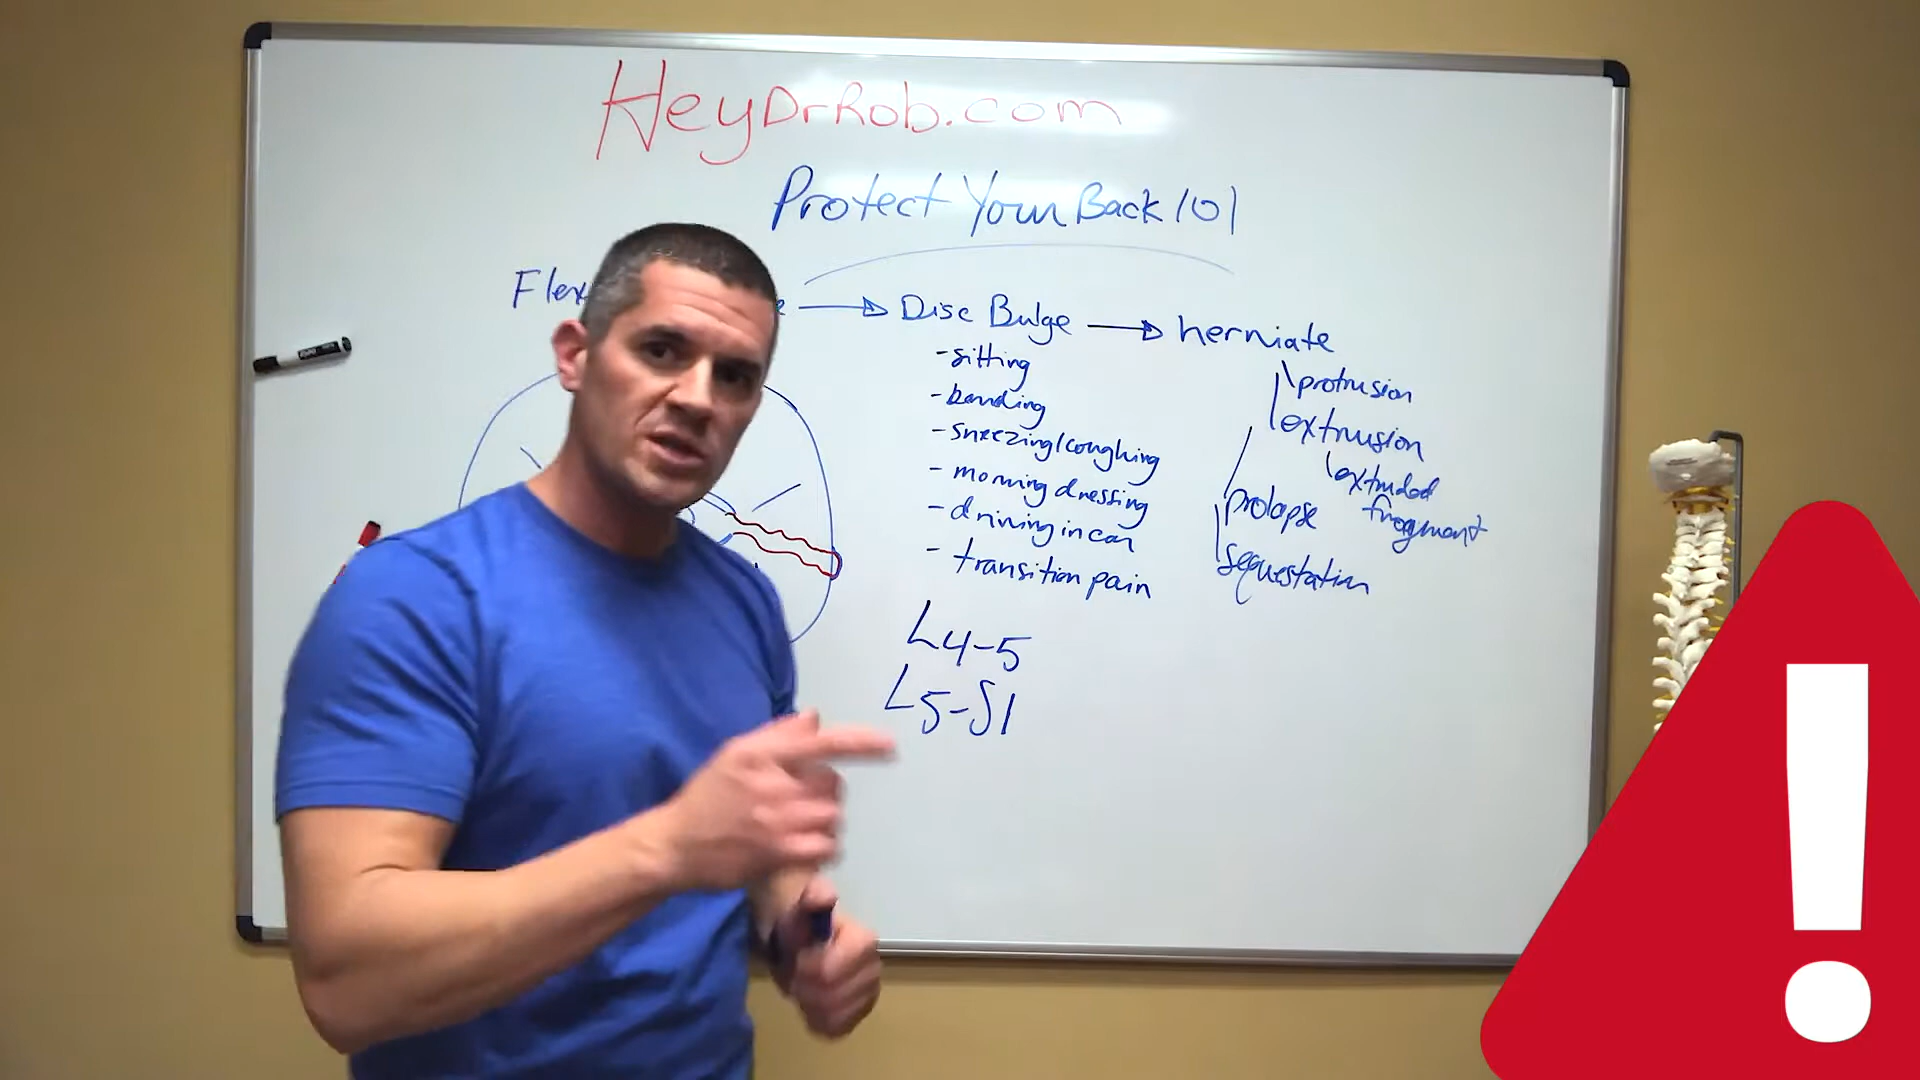 HeyDrRob.com
Protect Your Back 101
Flex
Disc Bulge
herniate
-sitting
-bending
-sneezing/coughing
-morning dressing
-driving in car
-transition pain
L4-5
L5-S1
protrusion
extrusion
extruded
fragment
prolapse
sequestation
!